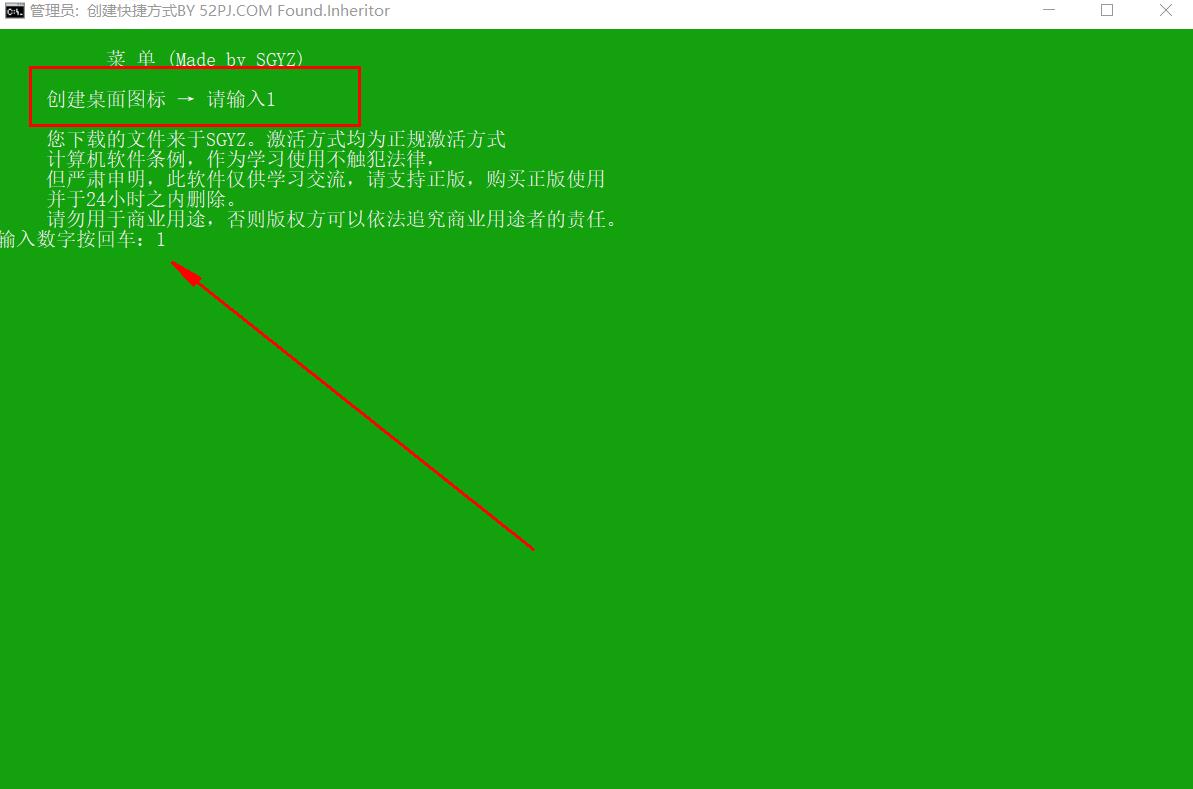 管理员: 创建快捷方式BY 52PJ.COM Found.Inheritor
菜 单 (Made by SGYZ)
创建桌面图标 → 请输入1
您下载的文件来于SGYZ。激活方式均为正规激活方式
计算机软件条例，作为学习使用不触犯法律，
但严肃申明，此软件仅供学习交流，请支持正版，购买正版使用
并于24小时之内删除。
请勿用于商业用途，否则版权方可以依法追究商业用途者的责任。
输入数字按回车：1